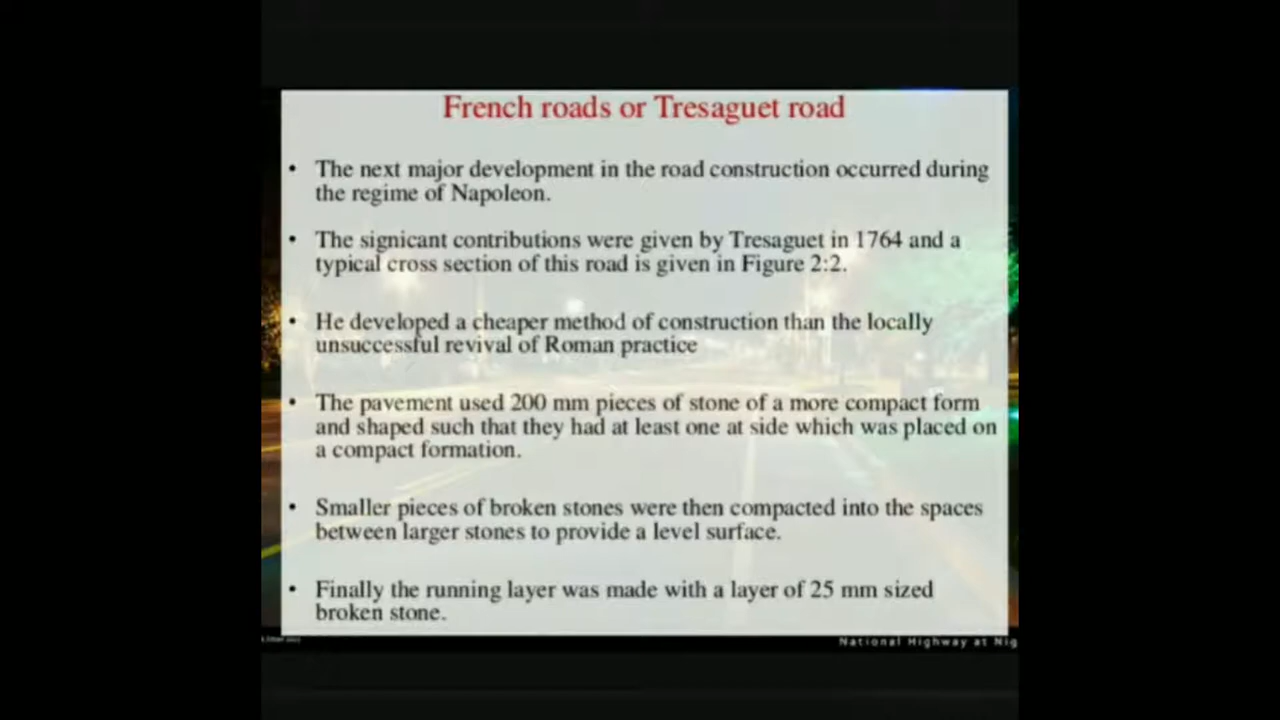 French roads or Tresaguet road
• The next major development in the road construction occurred during
the regime of Napoleon.
• The signicant contributions were given by Tresaguet in 1764 and a
typical cross section of this road is given in Figure 2:2.
• He developed a cheaper method of construction than the locally
unsuccessful revival of Roman practice
• The pavement used 200 mm pieces of stone of a more compact form
and shaped such that they had at least one at side which was placed on
a compact formation.
• Smaller pieces of broken stones were then compacted into the spaces
between larger stones to provide a level surface.
• Finally the running layer was made with a layer of 25 mm sized
broken stone.
National Highway at Nig